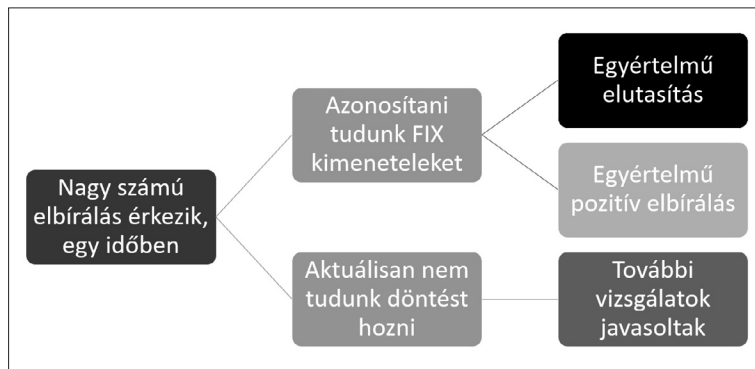 Nagy számú
elbírálás érkezik,
egy időben
Azonosítani
tudunk FIX
kimeneteleket
Egyértelmű
elutasítás
Egyértelmű
pozitív elbírálás
Aktuálisan nem
tudunk döntést
hozni
További
vizsgálatok
javasoltak